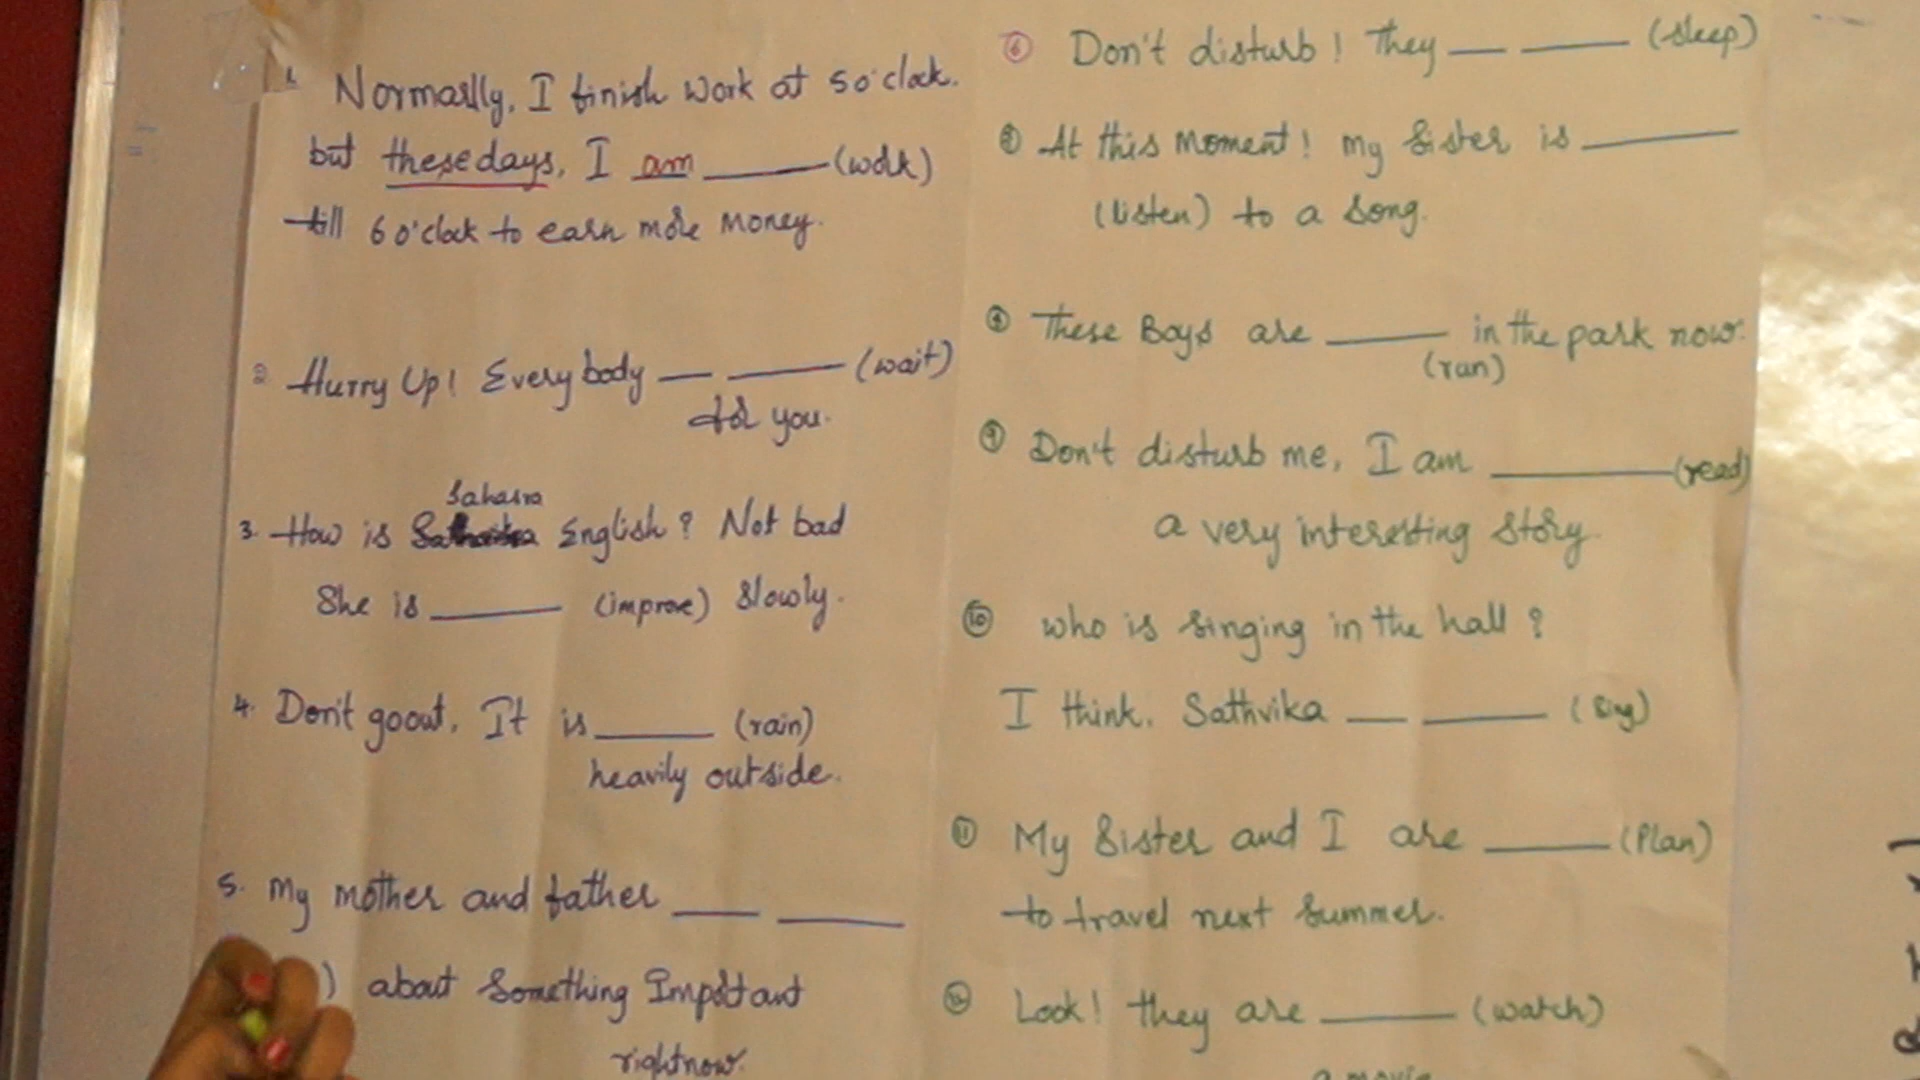 1. Normally, I finish work at 5 o'clock.
but these days, I am _____ (work)
till 6 o'clock to earn more money.
2. Hurry Up! Every body __ _____ (wait)
for you.
Sahasra
3. How is English? Not bad
She is _____ (improve) slowly.
4. Don't go out, It is _____ (rain)
heavily outside.
5. My mother and father ___ _____
) about something Important
right now.
6 Don't disturb! They __ _____ (sleep)
At this moment! my sister is _____
(listen) to a song.
8 These Boys are _____ in the park now.
(run)
9 Don't disturb me, I am _____ (read)
a very interesting story.
10 who is singing in the hall?
I think. Sathvika __ _____ (Sing)
11 My Sister and I are _____ (Plan)
to travel next summer.
12 Look! they are _____ (watch)
a movie